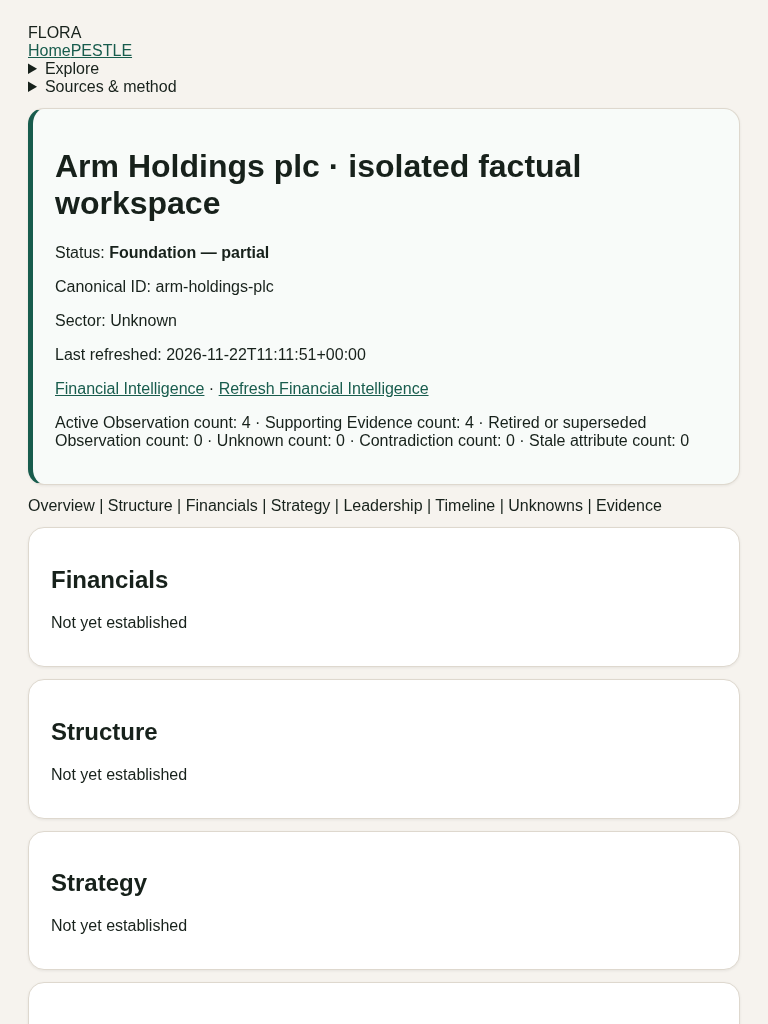 FLORA
HomePESTLE
Explore
Sources & method
Arm Holdings plc · isolated factual
workspace
Status: Foundation — partial
Canonical ID: arm-holdings-plc
Sector: Unknown
Last refreshed: 2026-11-22T11:11:51+00:00
Financial Intelligence · Refresh Financial Intelligence
Active Observation count: 4 · Supporting Evidence count: 4 · Retired or superseded
Observation count: 0 · Unknown count: 0 · Contradiction count: 0 · Stale attribute count: 0
Overview | Structure | Financials | Strategy | Leadership | Timeline | Unknowns | Evidence
Financials
Not yet established
Structure
Not yet established
Strategy
Not yet established